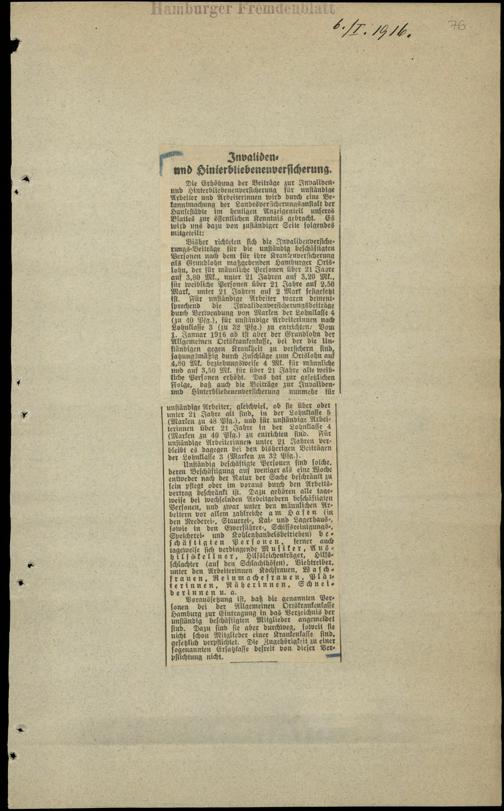 Hamburger Fremdenblatt
6./I. 1916.
76
Invaliden-
und Hinterbliebenenversicherung.
Die Erhöhung der Beiträge zur Invaliden-
und Hinterbliebenenversicherung für unständige
Arbeiter und Arbeiterinnen wird durch eine Be-
kanntmachung der Landesversicherungsanstalt der
Hansestädte im heutigen Anzeigenteil unseres
Blattes zur öffentlichen Kenntnis gebracht. Es
wird uns dazu von zuständiger Seite folgendes
mitgeteilt:
Bisher richteten sich die Invalidenversiche-
rungs-Beiträge für die unständig beschäftigten
Personen nach dem für ihre Krankenversicherung
als Grundlohn maßgebenden Hamburger Orts-
lohn, der für männliche Personen über 21 Jahre
auf 3,80 Mk., unter 21 Jahren auf 3,20 Mk.,
für weibliche Personen über 21 Jahre auf 2,50
Mark, unter 21 Jahren auf 2 Mark festgesetzt
ist. Für unständige Arbeiter waren dement-
sprechend die Invalidenversicherungsbeiträge
durch Verwendung von Marken der Lohnklasse 4
(zu 40 Pfg.), für unständige Arbeiterinnen nach
Lohnklasse 3 (zu 32 Pfg.) zu entrichten. Vom
1. Januar 1916 ab ist aber der Grundlohn der
Allgemeinen Ortskrankenkasse, bei der die Un-
ständigen gegen Krankheit zu versichern sind,
satzungsmäßig durch Zuschläge zum Ortslohn auf
4,80 Mk. beziehungsweise 4 Mk. für männliche
und auf 3,50 Mk. für über 21 Jahre alte weib-
liche Personen erhöht. Das hat zur gesetzlichen
Folge, daß auch die Beiträge zur Invaliden-
und Hinterbliebenenversicherung nunmehr für
unständige Arbeiter, gleichviel, ob sie über oder
unter 21 Jahre alt sind, in der Lohnklasse 5
(Marken zu 48 Pfg.), und für unständige Arbei-
terinnen über 21 Jahre in der Lohnklasse 4
(Marken zu 40 Pfg.) zu entrichten sind. Für
unständige Arbeiterinnen unter 21 Jahren ver-
bleibt es dagegen bei den bisherigen Beiträgen
der Lohnklasse 3 (Marken zu 32 Pfg.).
Unständig beschäftigte Personen sind solche,
deren Beschäftigung auf weniger als eine Woche
entweder nach der Natur der Sache beschränkt zu
sein pflegt oder im voraus durch den Arbeits-
vertrag beschränkt ist. Dazu gehören alle tage-
weise bei wechselnden Arbeitgebern beschäftigten
Personen, und zwar unter den männlichen Ar-
beitern vor allem zahlreiche am Hafen (in
den Reederei-, Stauerei-, Kai- und Lagerhaus-,
sowie in den Ewerführer-, Schiffsreinigungs-,
Speicherei- und Kohlenhandelsbetrieben) be-
schäftigten Personen, ferner auch
tageweise sich verdingende Musiker, Aus-
hilfskellner, Hilfsleichenträger, Hilfs-
schlachter (auf den Schlachthöfen), Viehtreiber,
unter den Arbeiterinnen Kochfrauen, Wasch-
frauen, Reinmachefrauen, Plät-
terinnen, Näherinnen, Schnei-
derinnen u. a.
Voraussetzung ist, daß die genannten Per-
sonen bei der Allgemeinen Ortskrankenkasse
Hamburg zur Eintragung in das Verzeichnis der
unständig beschäftigten Mitglieder angemeldet
sind. Dazu sind sie aber durchweg, soweit sie
nicht schon Mitglieder einer Krankenkasse sind,
gesetzlich verpflichtet. Die Zugehörigkeit zu einer
sogenannten Ersatzkasse befreit von dieser Ver-
pflichtung nicht.